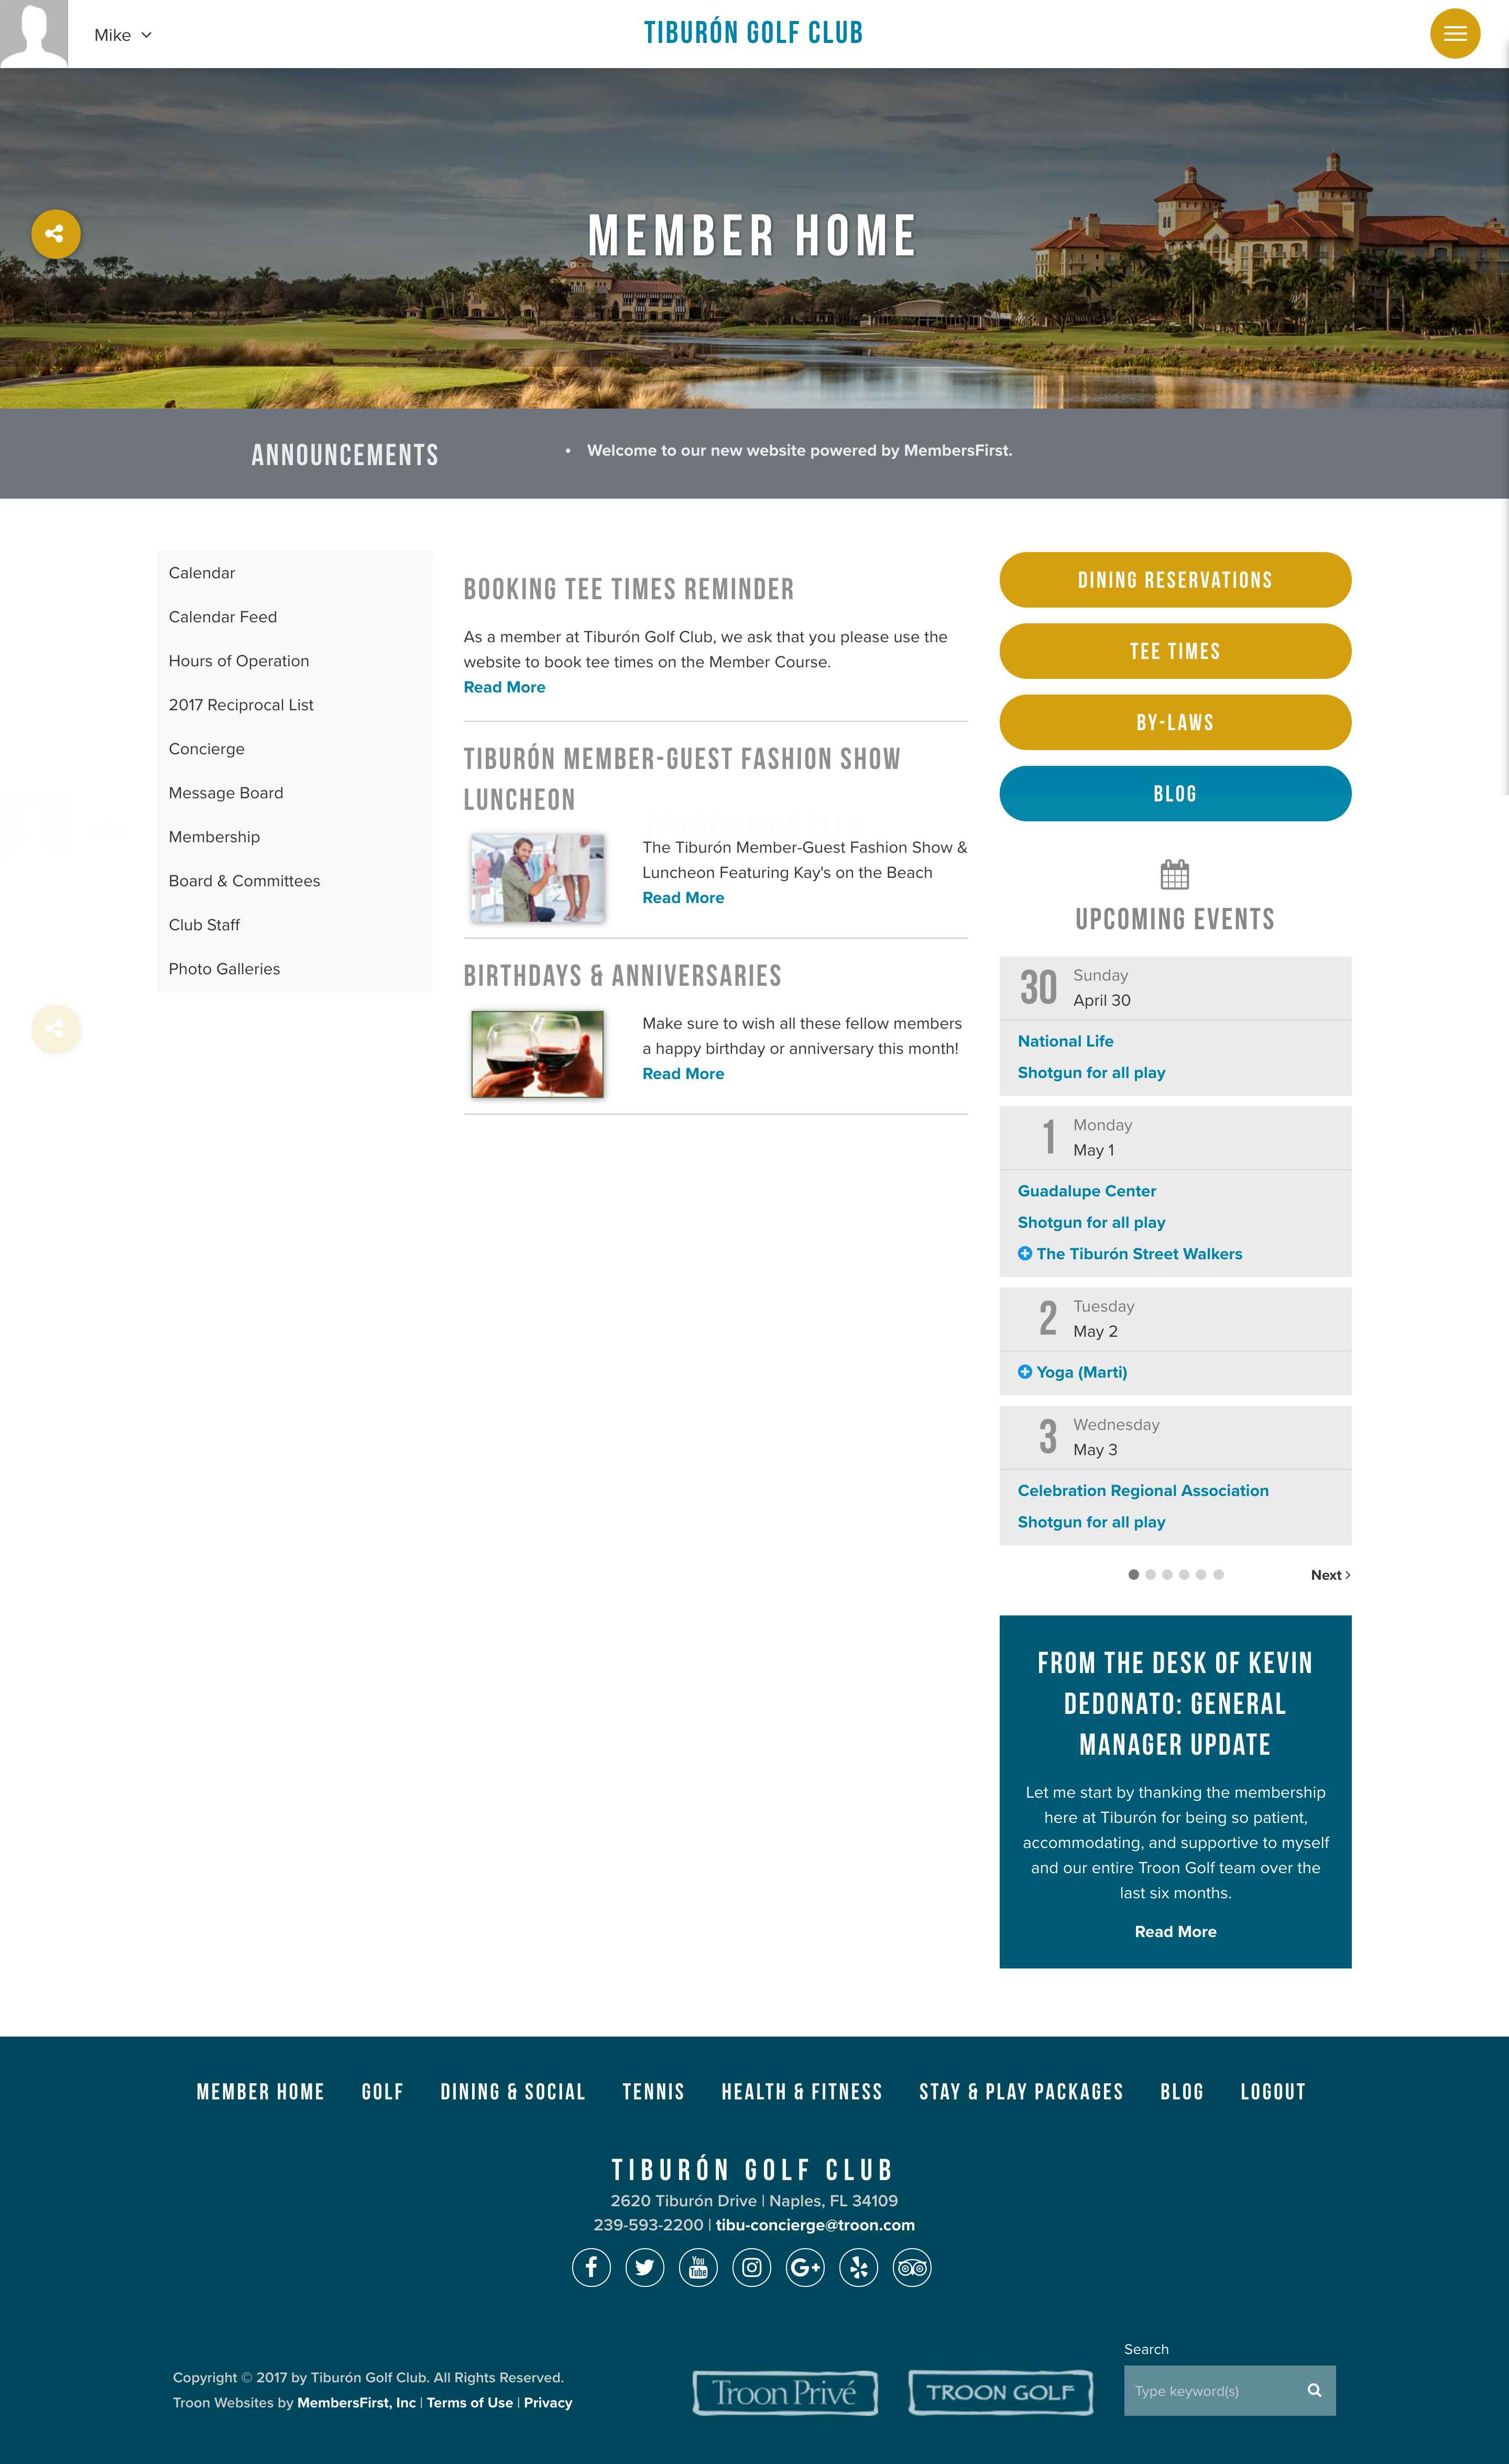 Mike
TIBURÓN GOLF CLUB
MEMBER HOME
ANNOUNCEMENTS
• Welcome to our new website powered by MembersFirst.
Calendar
Calendar Feed
Hours of Operation
2017 Reciprocal List
Concierge
Message Board
Membership
Board & Committees
Club Staff
Photo Galleries
BOOKING TEE TIMES REMINDER
As a member at Tiburón Golf Club, we ask that you please use the
website to book tee times on the Member Course.
Read More
TIBURÓN MEMBER-GUEST FASHION SHOW
LUNCHEON
TIBURÓN GOLF CLUB
The Tiburón Member-Guest Fashion Show &
Luncheon Featuring Kay's on the Beach
Read More
BIRTHDAYS & ANNIVERSARIES
Make sure to wish all these fellow members
a happy birthday or anniversary this month!
Read More
DINING RESERVATIONS
TEE TIMES
BY-LAWS
BLOG
UPCOMING EVENTS
30
Sunday
April 30
National Life
Shotgun for all play
1
Monday
May 1
Guadalupe Center
Shotgun for all play
The Tiburón Street Walkers
2
Tuesday
May 2
Yoga (Marti)
3
Wednesday
May 3
Celebration Regional Association
Shotgun for all play
Next >
FROM THE DESK OF KEVIN
DEDONATO: GENERAL
MANAGER UPDATE
Let me start by thanking the membership
here at Tiburón for being so patient,
accommodating, and supportive to myself
and our entire Troon Golf team over the
last six months.
Read More
MEMBER HOME GOLF DINING & SOCIAL TENNIS HEALTH & FITNESS STAY & PLAY PACKAGES BLOG LOGOUT
TIBURÓN GOLF CLUB
2620 Tiburón Drive | Naples, FL 34109
239-593-2200 | tibu-concierge@troon.com
You
Tube
G+
Copyright © 2017 by Tiburón Golf Club. All Rights Reserved.
Troon Websites by MembersFirst, Inc | Terms of Use | Privacy
Troon Privé
TROON GOLF
Search
Type keyword(s)